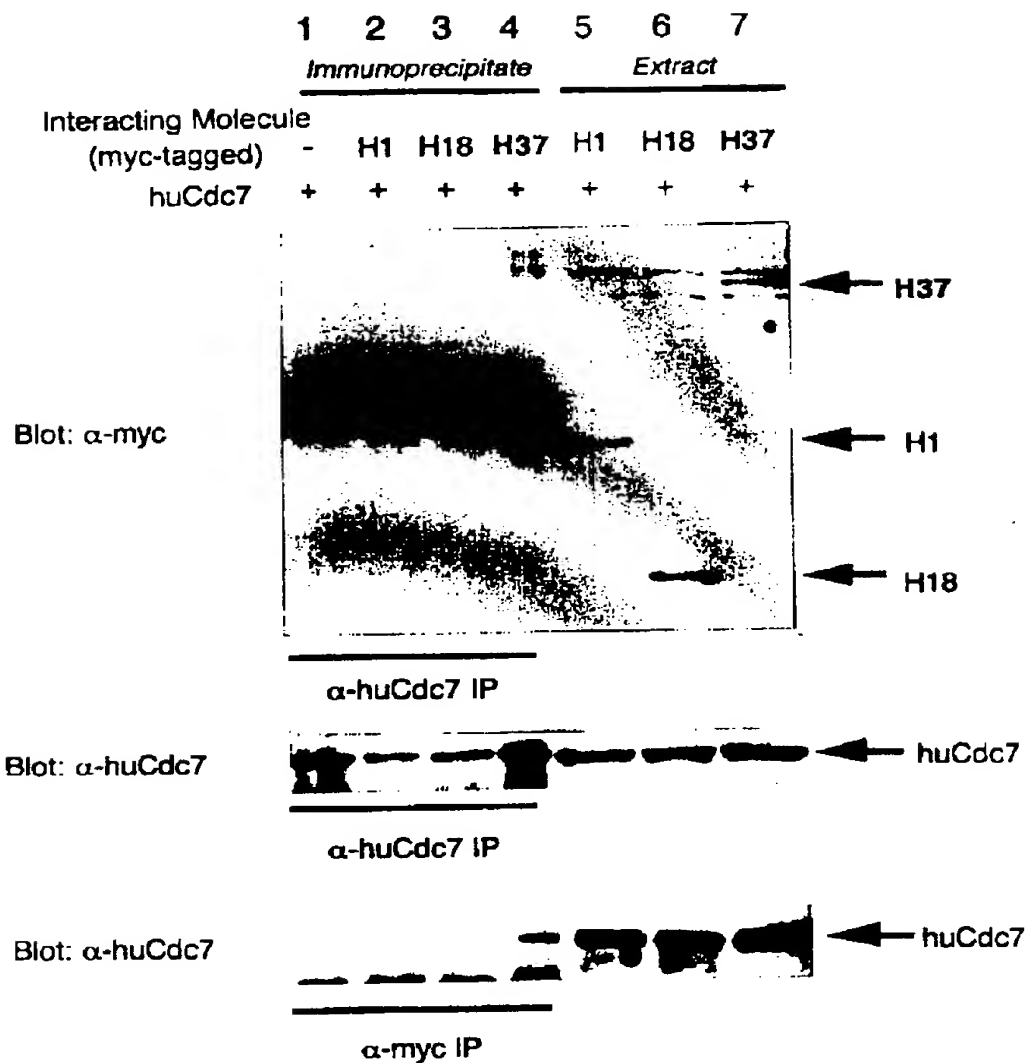 1 2 3 4 5 6 7
Immunoprecipitate Extract
Interacting Molecule
(myc-tagged) - H1 H18 H37 H1 H18 H37
huCdc7 + + + + + + +
H37
Blot: α-myc H1
H18
α-huCdc7 IP
Blot: α-huCdc7 huCdc7
α-huCdc7 IP
Blot: α-huCdc7 huCdc7
α-myc IP